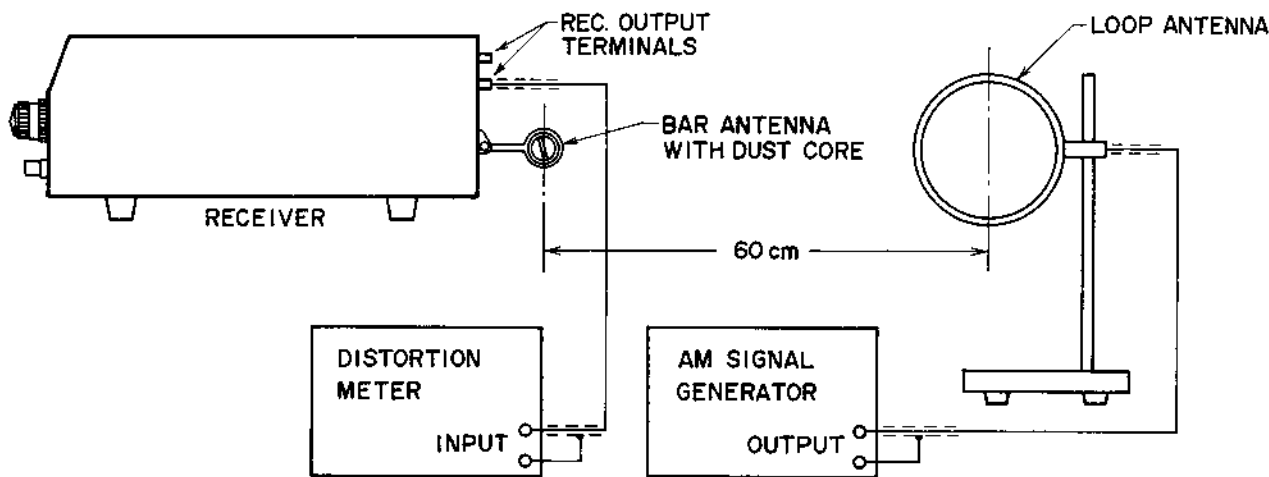 REC. OUTPUT
TERMINALS
LOOP ANTENNA
BAR ANTENNA
WITH DUST CORE
RECEIVER
60 cm
DISTORTION
METER
INPUT
AM SIGNAL
GENERATOR
OUTPUT